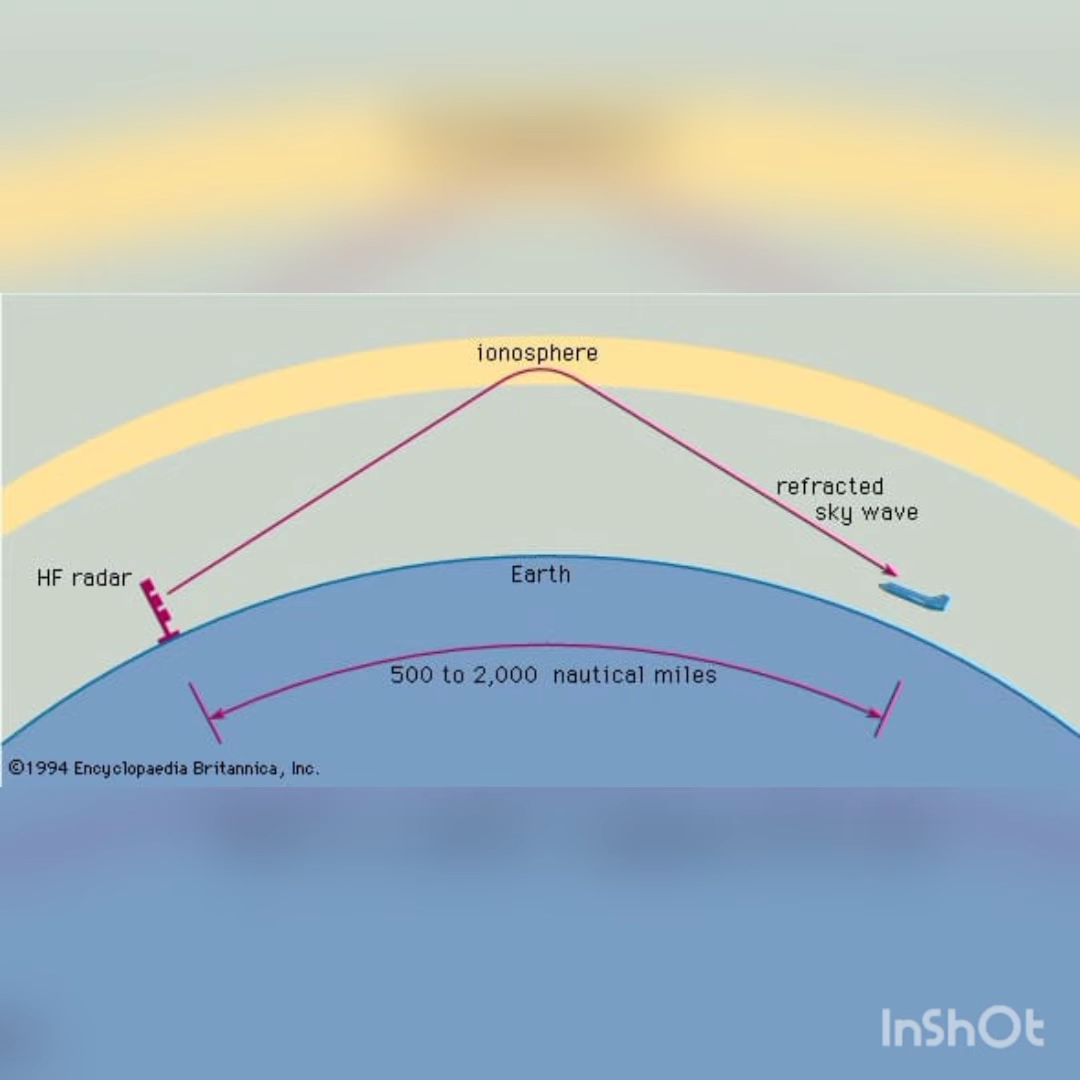 ionosphere
refracted
sky wave
HF radar
Earth
500 to 2,000 nautical miles
©1994 Encyclopaedia Britannica, Inc.
InShOt